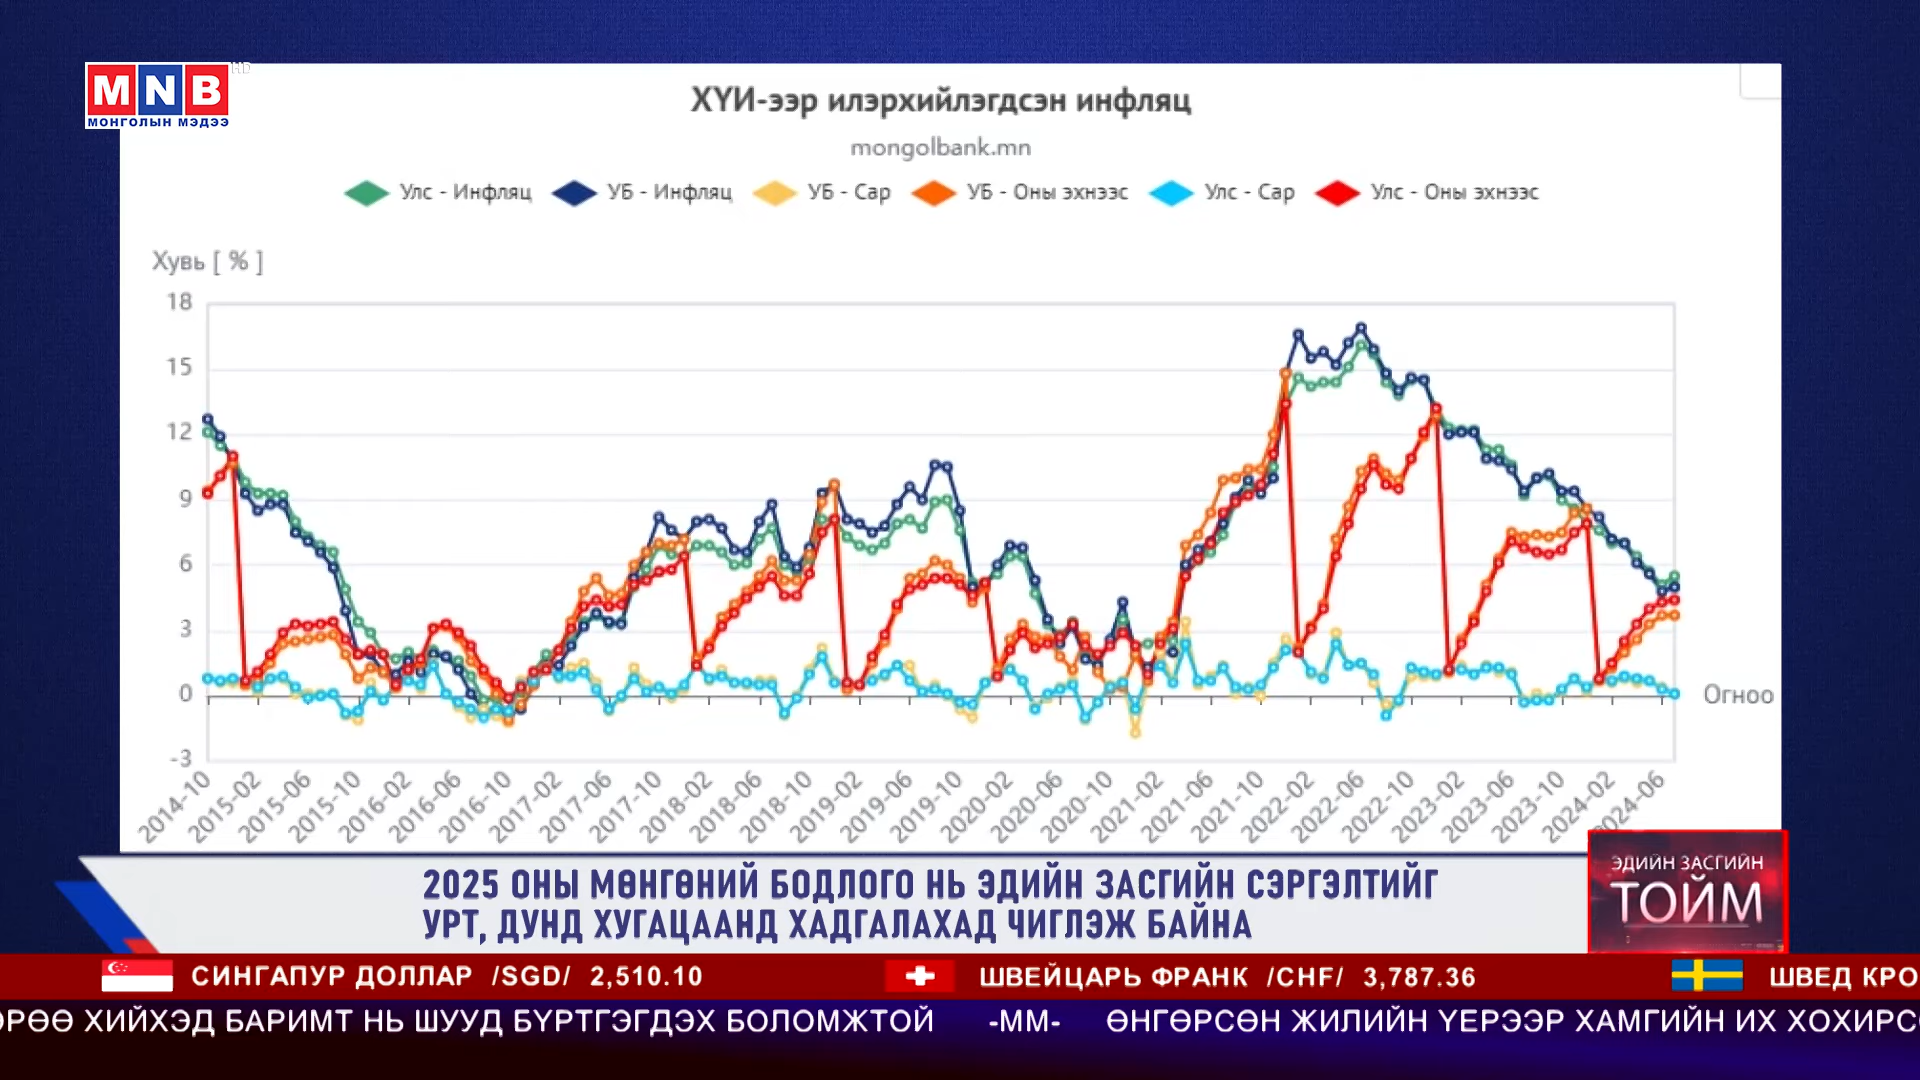 MNB HD
МОНГОЛЫН МЭДЭЭ
ХҮИ-ээр илэрхийлэгдсэн инфляц
mongolbank.mn
Улс - Инфляц УБ - Инфляц УБ - Сар УБ - Оны эхнээс Улс - Сар Улс - Оны эхнээс
Хувь [ % ]
18
15
12
9
6
3
0
-3
Огноо
2014-10 2015-02 2015-06 2015-10 2016-02 2016-06 2016-10 2017-02 2017-06 2017-10 2018-02 2018-06 2018-10 2019-02 2019-06 2019-10 2020-02 2020-06 2020-10 2021-02 2021-06 2021-10 2022-02 2022-06 2022-10 2023-02 2023-06 2023-10 2024-02 2024-06
2025 ОНЫ МӨНГӨНИЙ БОДЛОГО НЬ ЭДИЙН ЗАСГИЙН СЭРГЭЛТИЙГ
УРТ, ДУНД ХУГАЦААНД ХАДГАЛАХАД ЧИГЛЭЖ БАЙНА
ЭДИЙН ЗАСГИЙН
ТОЙМ
СИНГАПУР ДОЛЛАР /SGD/ 2,510.10 ШВЕЙЦАРЬ ФРАНК /CHF/ 3,787.36 ШВЕД КРО
ӨРӨӨ ХИЙХЭД БАРИМТ НЬ ШУУД БҮРТГЭГДЭХ БОЛОМЖТОЙ -ММ- ӨНГӨРСӨН ЖИЛИЙН ҮЕРЭЭР ХАМГИЙН ИХ ХОХИРС